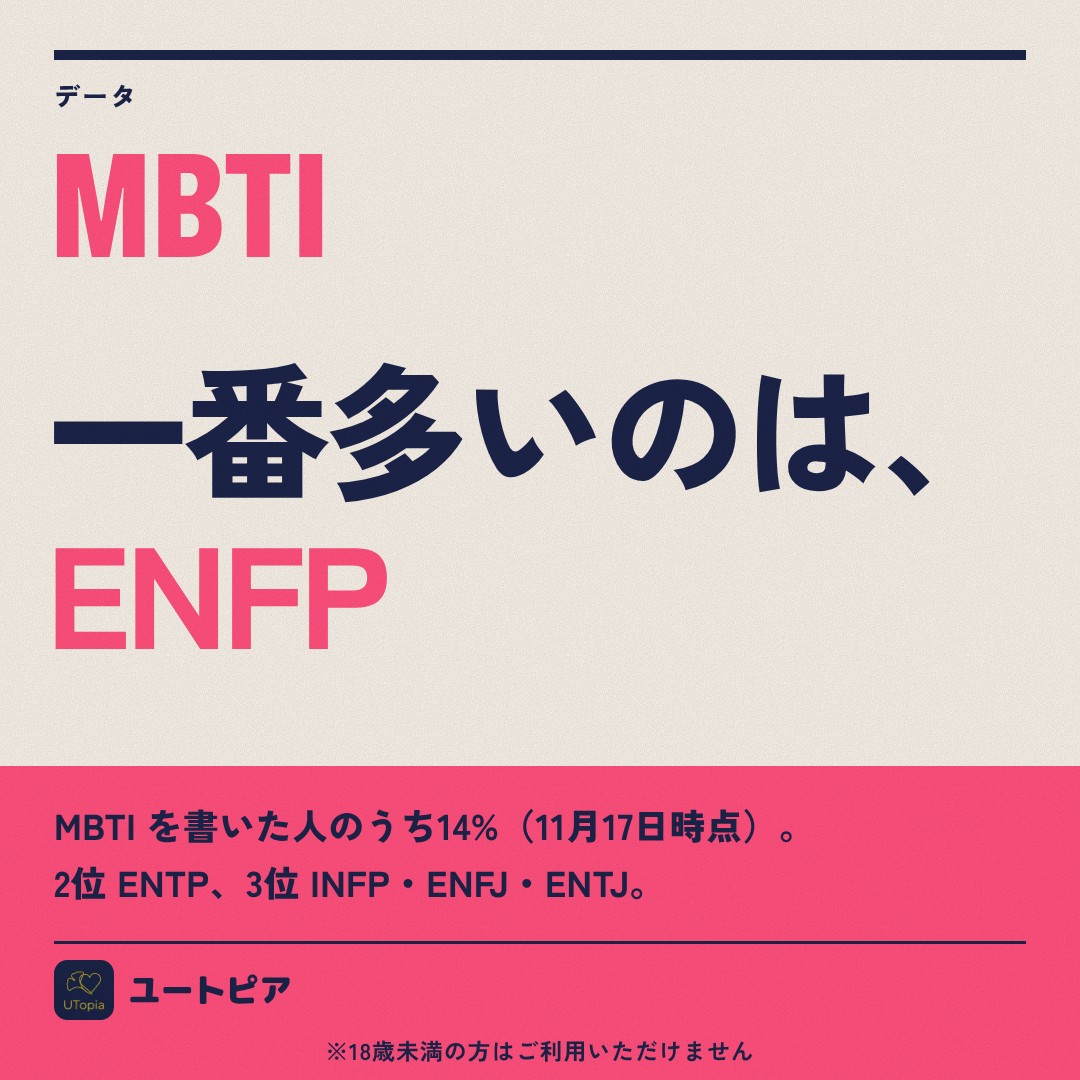 データ
MBTI
一番多いのは、
ENFP
MBTI を書いた人のうち14%（11月17日時点）。
2位 ENTP、3位 INFP・ENFJ・ENTJ。
UTopia
ユートピア
※18歳未満の方はご利用いただけません